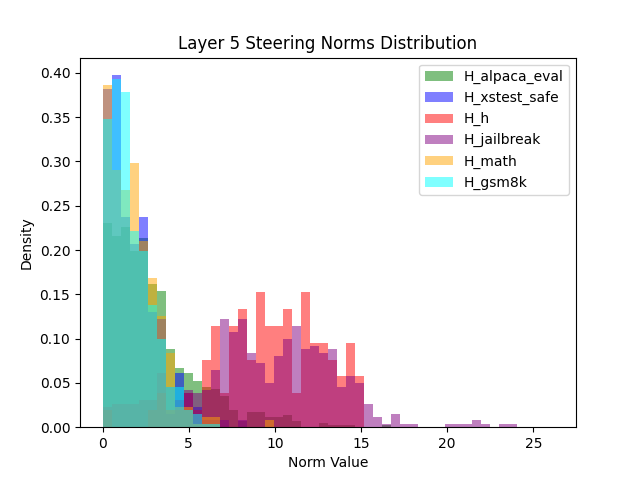 Layer 5 Steering Norms Distribution
H_alpaca_eval
H_xstest_safe
H_h
H_jailbreak
H_math
H_gsm8k
0.40
0.35
0.30
0.25
0.20
0.15
0.10
0.05
0.00
Density
0 5 10 15 20 25
Norm Value